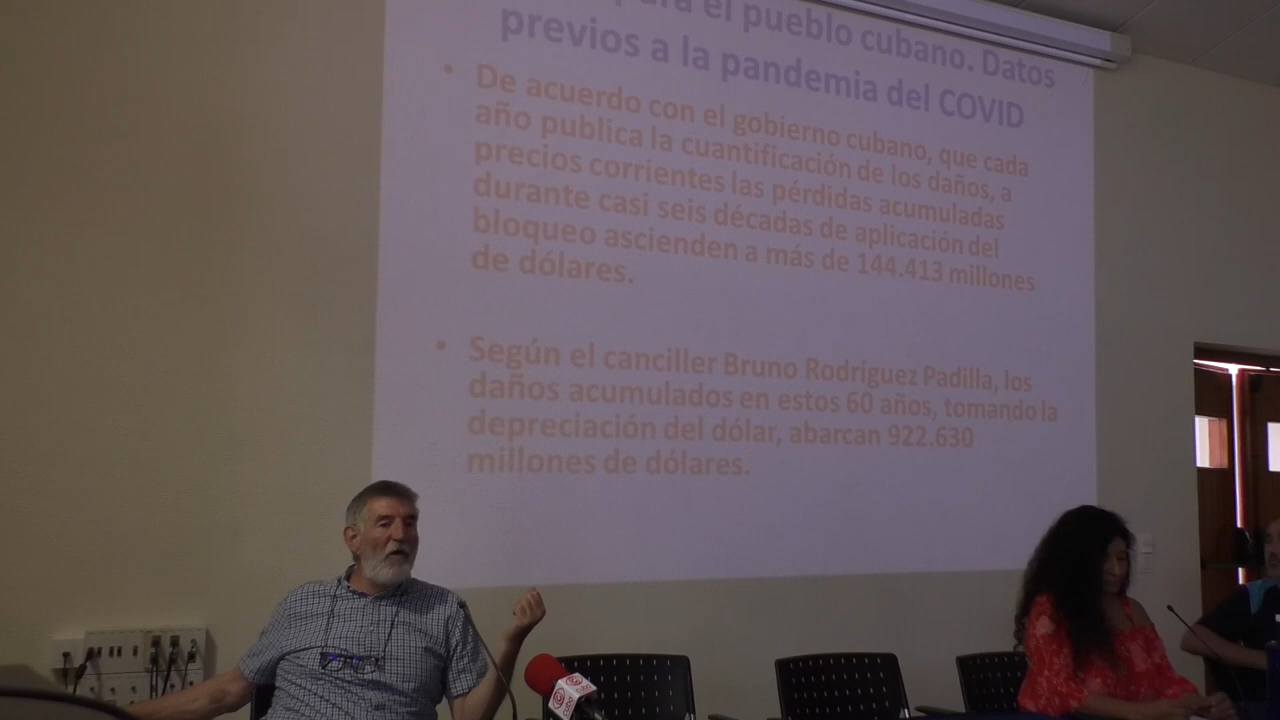 para el pueblo cubano. Datos
previos a la pandemia del COVID
• De acuerdo con el gobierno cubano, que cada
año publica la cuantificación de los daños, a
precios corrientes las pérdidas acumuladas
durante casi seis décadas de aplicación del
bloqueo ascienden a más de 144.413 millones
de dólares.
• Según el canciller Bruno Rodríguez Padilla, los
daños acumulados en estos 60 años, tomando la
depreciación del dólar, abarcan 922.630
millones de dólares.